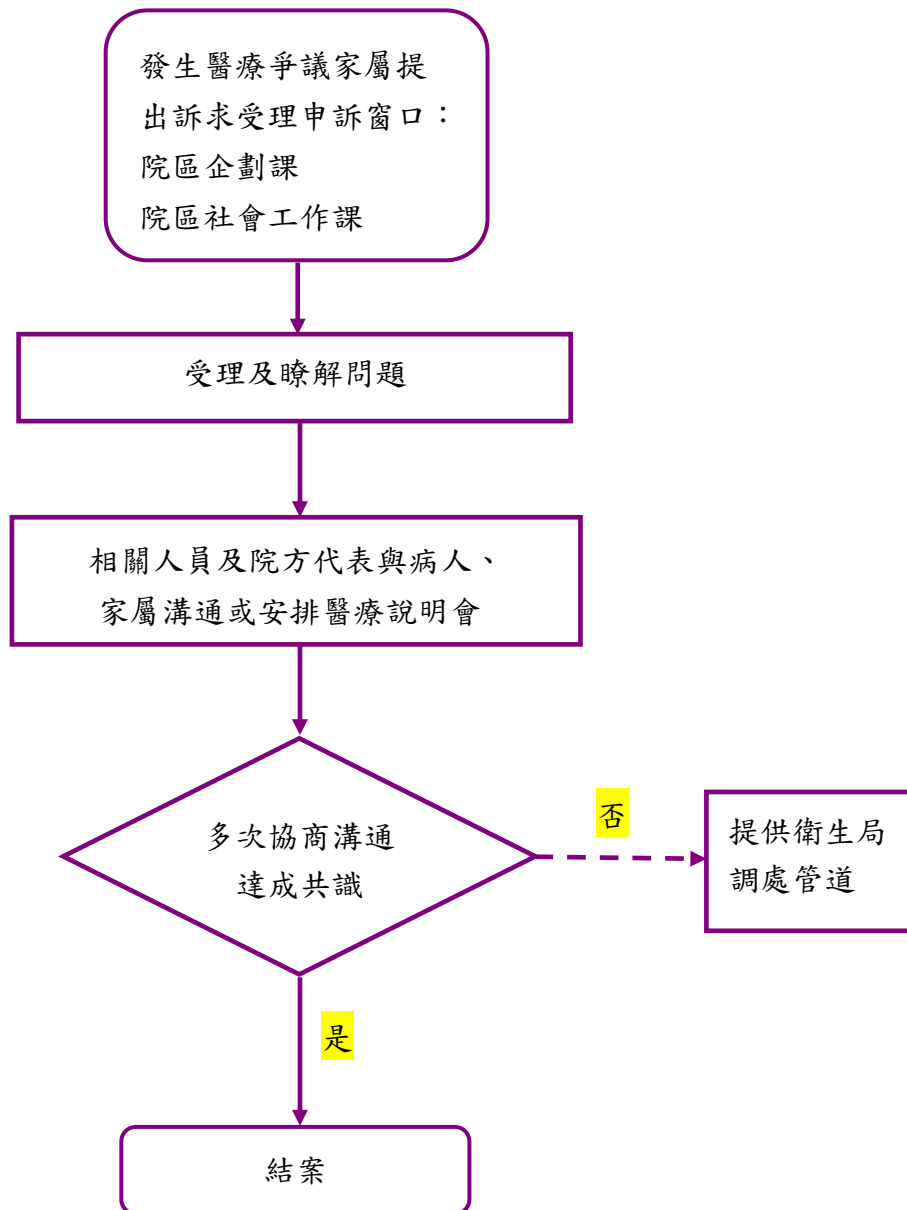 發生醫療爭議家屬提
出訴求受理申訴窗口：
院區企劃課
院區社會工作課
受理及瞭解問題
相關人員及院方代表與病人、
家屬溝通或安排醫療說明會
多次協商溝通
達成共識
否
提供衛生局
調處管道
是
結案